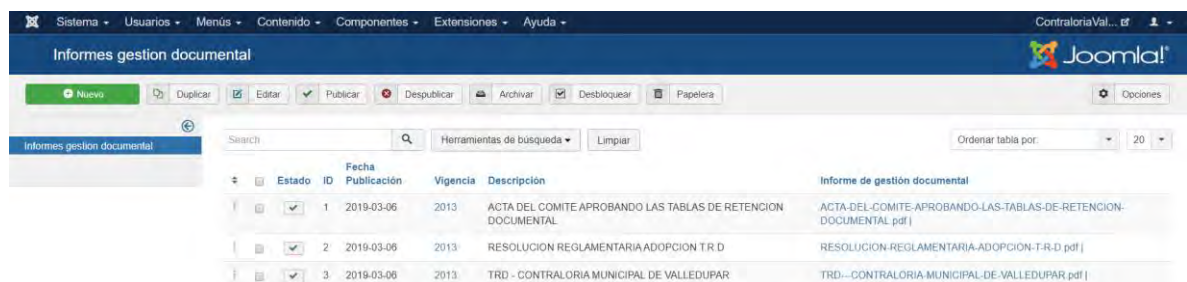 Sistema Usuarios Menús Contenido Componentes Extensiones Ayuda ContraloriaVal...
Informes gestion documental Joomla!
Nuevo Duplicar Editar Publicar Despublicar Archivar Desbloquear Papelera Opciones
Informes gestion documental
Search Herramientas de búsqueda Limpiar Ordenar tabla por: 20
Estado ID Fecha Publicación Vigencia Descripción Informe de gestión documental
1 2019-03-06 2013 ACTA DEL COMITE APROBANDO LAS TABLAS DE RETENCION ACTA-DEL-COMITE-APROBANDO-LAS-TABLAS-DE-RETENCION-
DOCUMENTAL DOCUMENTAL.pdf |
2 2019-03-06 2013 RESOLUCION REGLAMENTARIA ADOPCION T.R.D RESOLUCION-REGLAMENTARIA-ADOPCION-T-R-D.pdf |
3 2019-03-06 2013 TRD - CONTRALORIA MUNICIPAL DE VALLEDUPAR TRD---CONTRALORIA-MUNICIPAL-DE-VALLEDUPAR.pdf |